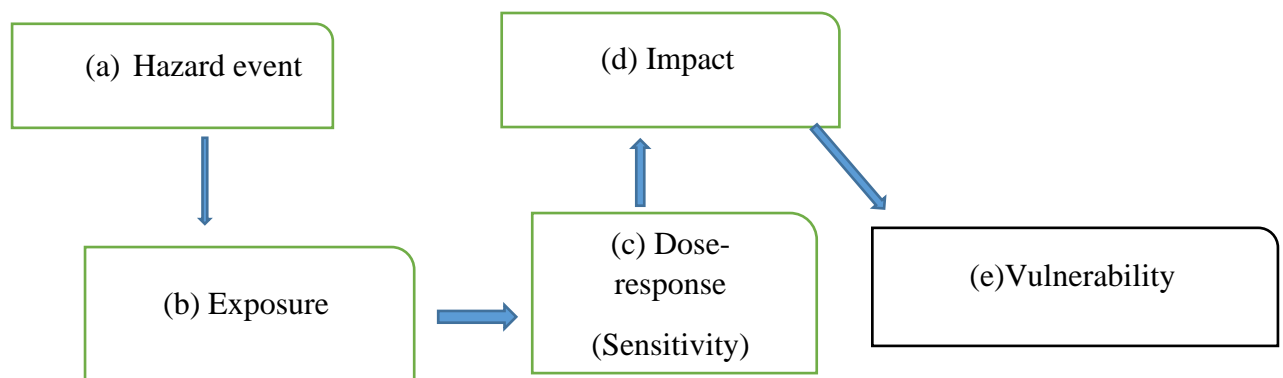 (a) Hazard event
(b) Exposure
(c) Dose-
response
(Sensitivity)
(d) Impact
(e)Vulnerability